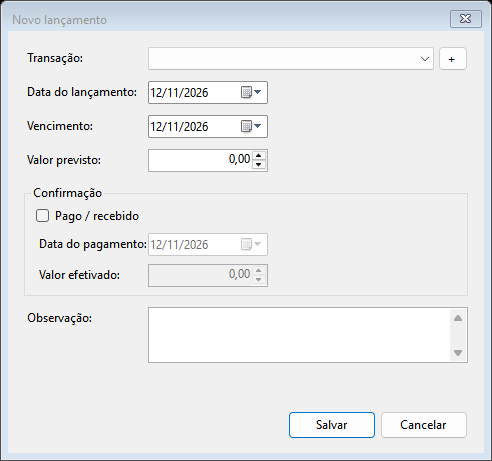 Novo lançamento
Transação: +
Data do lançamento: 12/11/2026
Vencimento: 12/11/2026
Valor previsto: 0,00
Confirmação
Pago / recebido
Data do pagamento: 12/11/2026
Valor efetivado: 0,00
Observação:
Salvar Cancelar